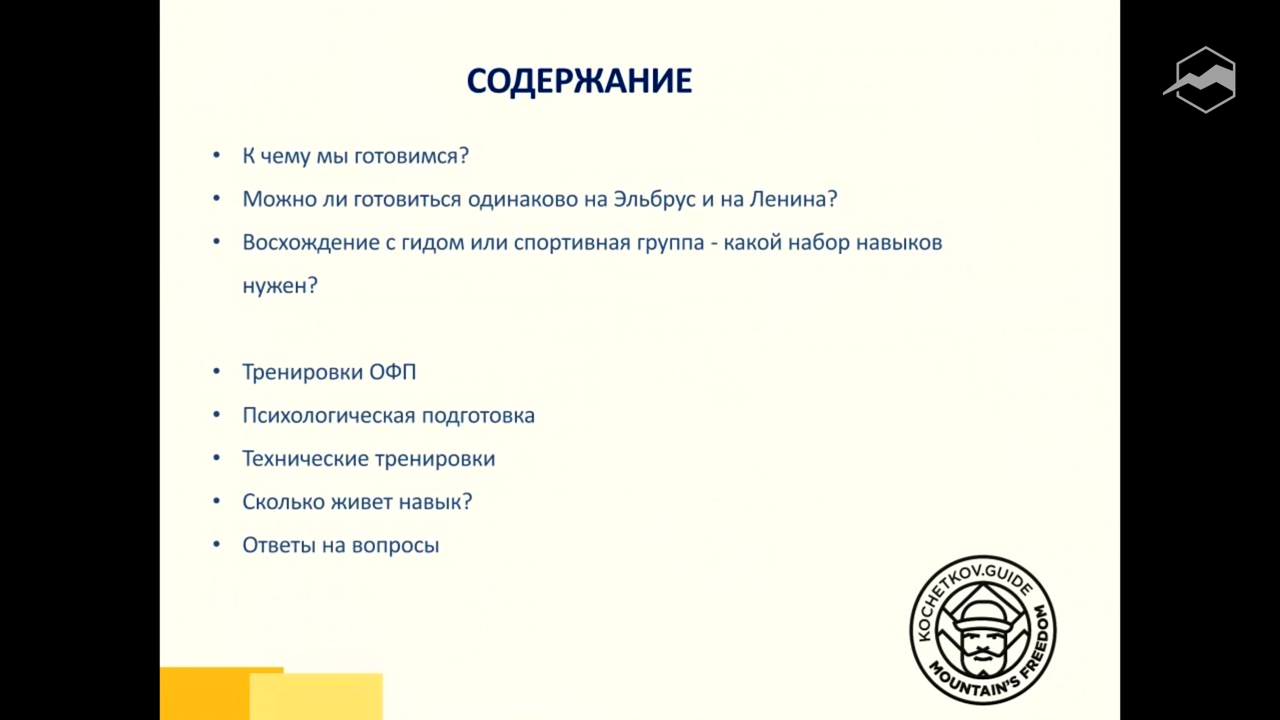 СОДЕРЖАНИЕ
• К чему мы готовимся?
• Можно ли готовиться одинаково на Эльбрус и на Ленина?
• Восхождение с гидом или спортивная группа - какой набор навыков
нужен?
• Тренировки ОФП
• Психологическая подготовка
• Технические тренировки
• Сколько живет навык?
• Ответы на вопросы
KOCHETKOV.GUIDE
MOUNTAIN'S FREEDOM